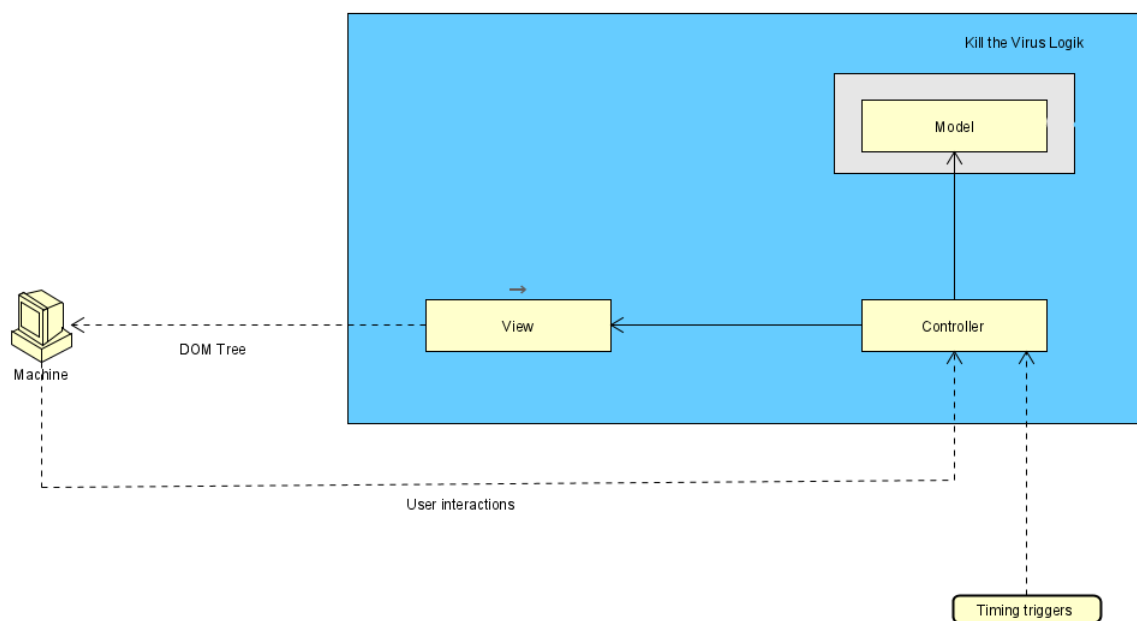 Kill the Virus Logik
Model
View
Controller
DOM Tree
Machine
User interactions
Timing triggers